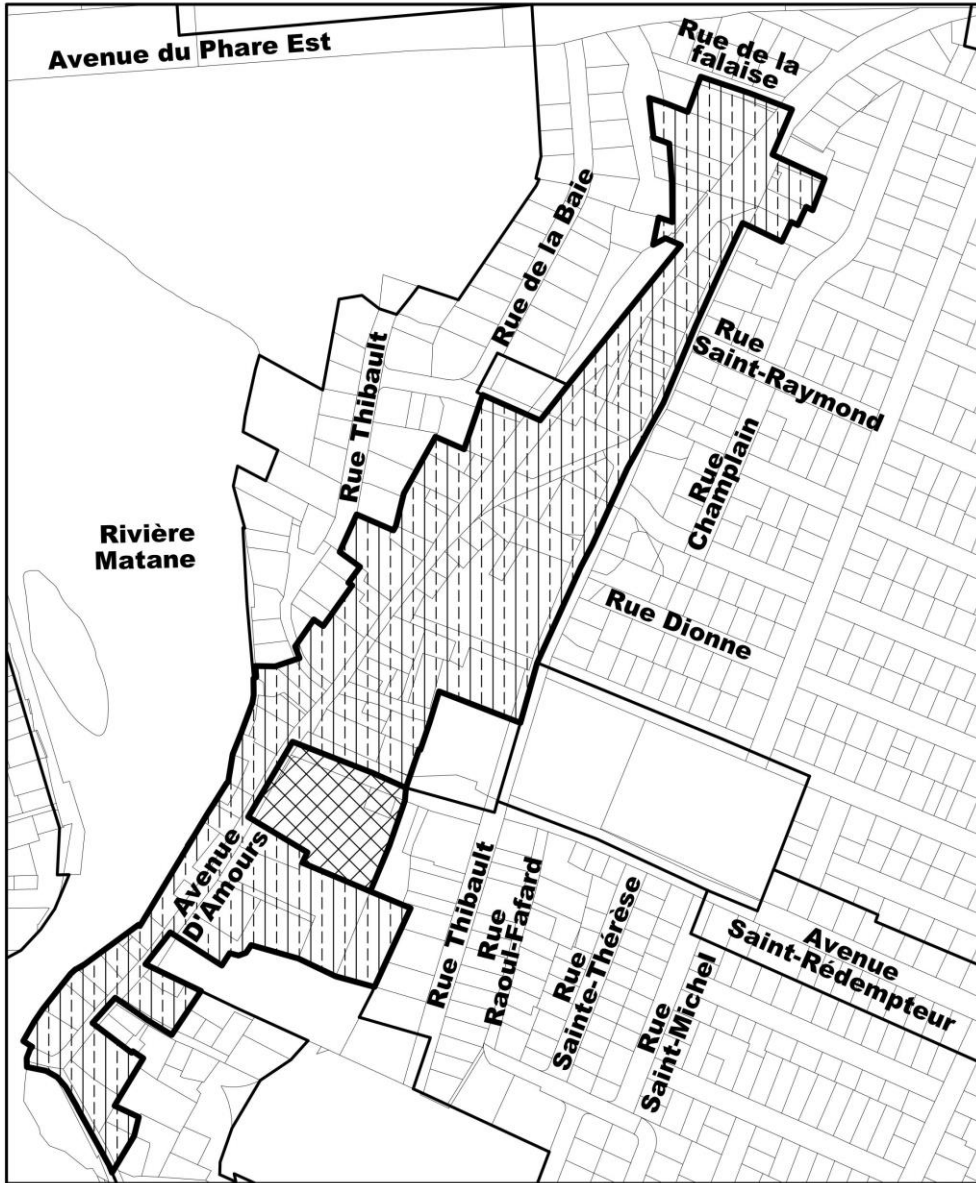 Avenue du Phare Est
Rue de la
falaise
Rue de la Baie
Rue
Saint-Raymond
Rue Thibault
Rue
Champlain
Rivière
Matane
Rue Dionne
Avenue
D'Amours
Rue Thibault
Rue
Raoul-Fafard
Rue
Sainte-Thérèse
Rue
Saint-Michel
Avenue
Saint-Rédempteur